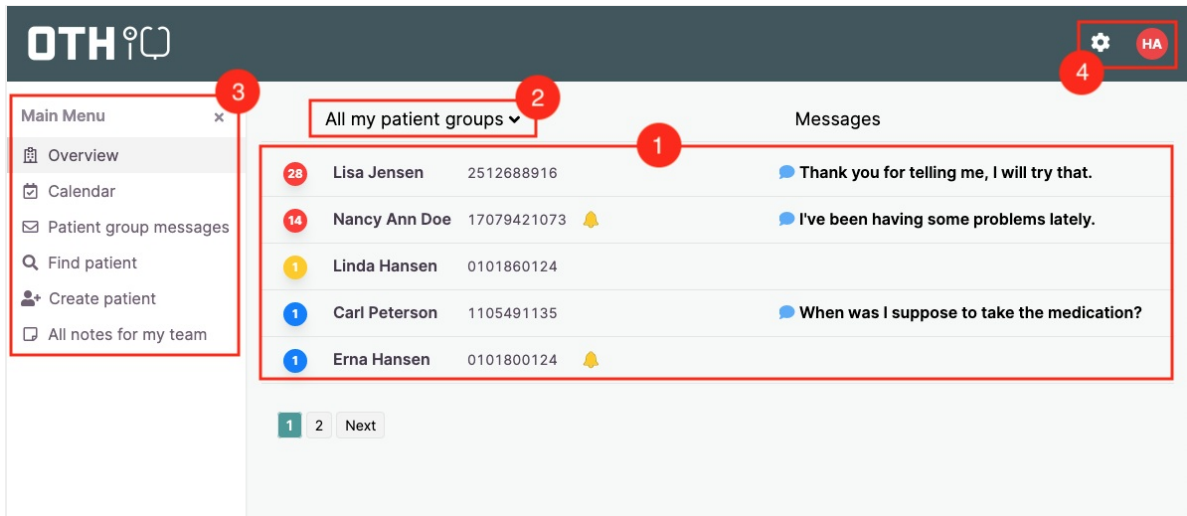 OTH
HA
4
3
Main Menu ×
Overview
Calendar
Patient group messages
Find patient
Create patient
All notes for my team
2
All my patient groups
Messages
1
28 Lisa Jensen 2512688916 Thank you for telling me, I will try that.
14 Nancy Ann Doe 17079421073 I've been having some problems lately.
1 Linda Hansen 0101860124
1 Carl Peterson 1105491135 When was I suppose to take the medication?
1 Erna Hansen 0101800124
1 2 Next